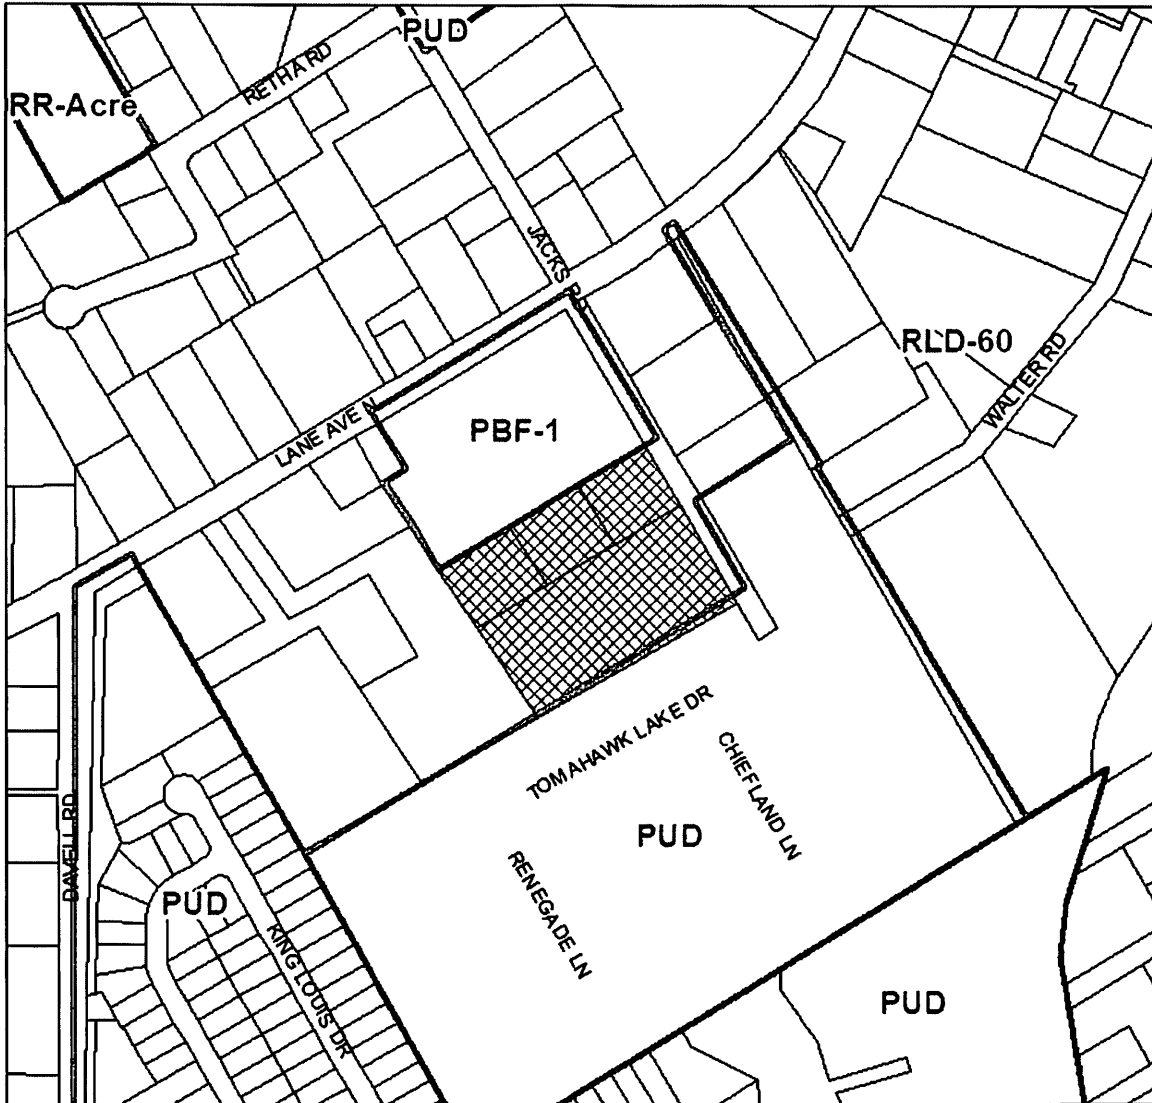 PUD
RETHA RD
RR-Acre
JACKS RD
RLD-60
WALTER RD
LANE AVE N
PBF-1
TOMAHAWK LAKE DR
CHIEFLAND LN
PUD
RENEGADE LN
DAVELL RD
PUD
KING LOUIS DR
PUD